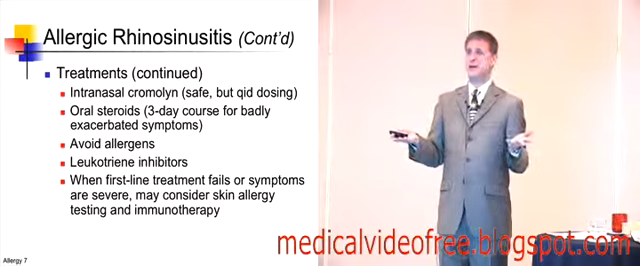 Allergic Rhinosinusitis (Cont'd)
Treatments (continued)
Intranasal cromolyn (safe, but qid dosing)
Oral steroids (3-day course for badly
exacerbated symptoms)
Avoid allergens
Leukotriene inhibitors
When first-line treatment fails or symptoms
are severe, may consider skin allergy
testing and immunotherapy
Allergy 7
medicalvideofree.blogspot.com